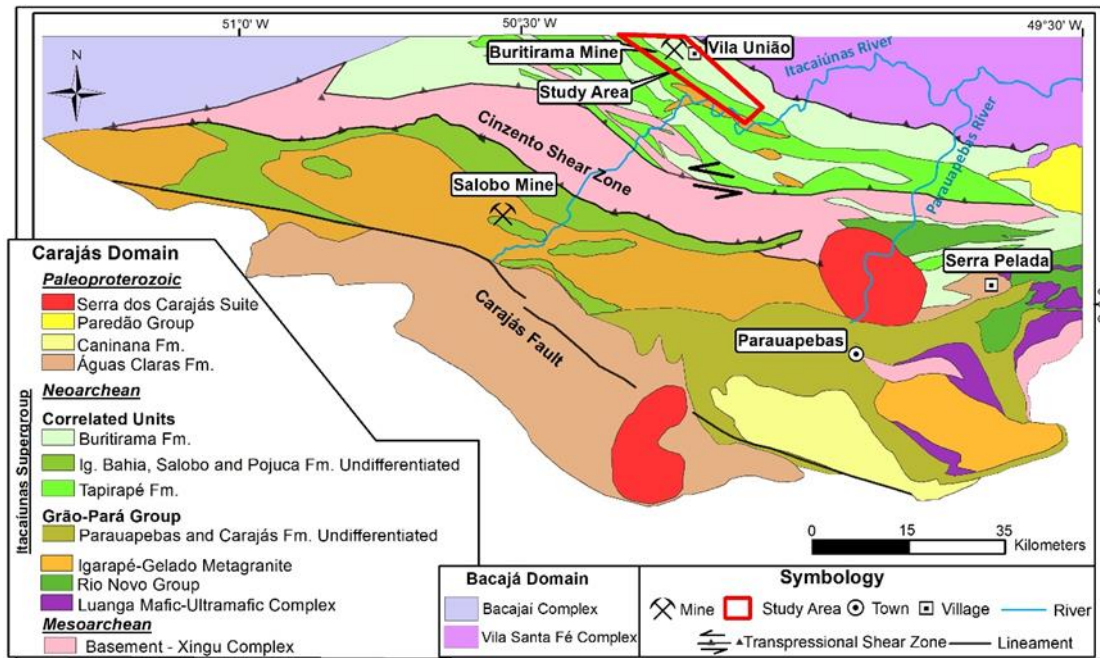 51°0' W
50°30' W
49°30' W
N
Buritirama Mine
Vila União
Study Area
Itacaiúnas River
Cinzento Shear Zone
Parauapebas River
Salobo Mine
Serra Pelada
Carajás Fault
Parauapebas
Carajás Domain
Paleoproterozoic
Serra dos Carajás Suite
Paredão Group
Caninana Fm.
Águas Claras Fm.
Neoarchean
Itacaiunas Supergroup
Correlated Units
Buritirama Fm.
Ig. Bahia, Salobo and Pojuca Fm. Undifferentiated
Tapirapé Fm.
Grão-Pará Group
Parauapebas and Carajás Fm. Undifferentiated
Igarapé-Gelado Metagranite
Rio Novo Group
Luanga Mafic-Ultramafic Complex
Mesoarchean
Basement - Xingu Complex
0 15 35
Kilometers
Bacajá Domain
Bacajaí Complex
Vila Santa Fé Complex
Symbology
Mine Study Area Town Village River
Transpressional Shear Zone Lineament